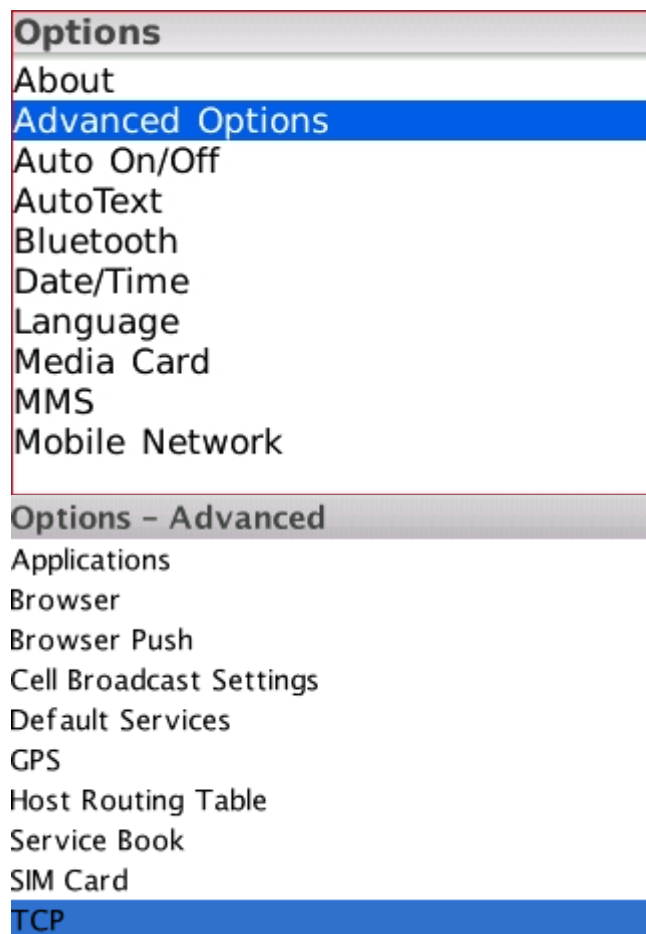 Options
About
Advanced Options
Auto On/Off
AutoText
Bluetooth
Date/Time
Language
Media Card
MMS
Mobile Network
Options – Advanced
Applications
Browser
Browser Push
Cell Broadcast Settings
Default Services
GPS
Host Routing Table
Service Book
SIM Card
TCP